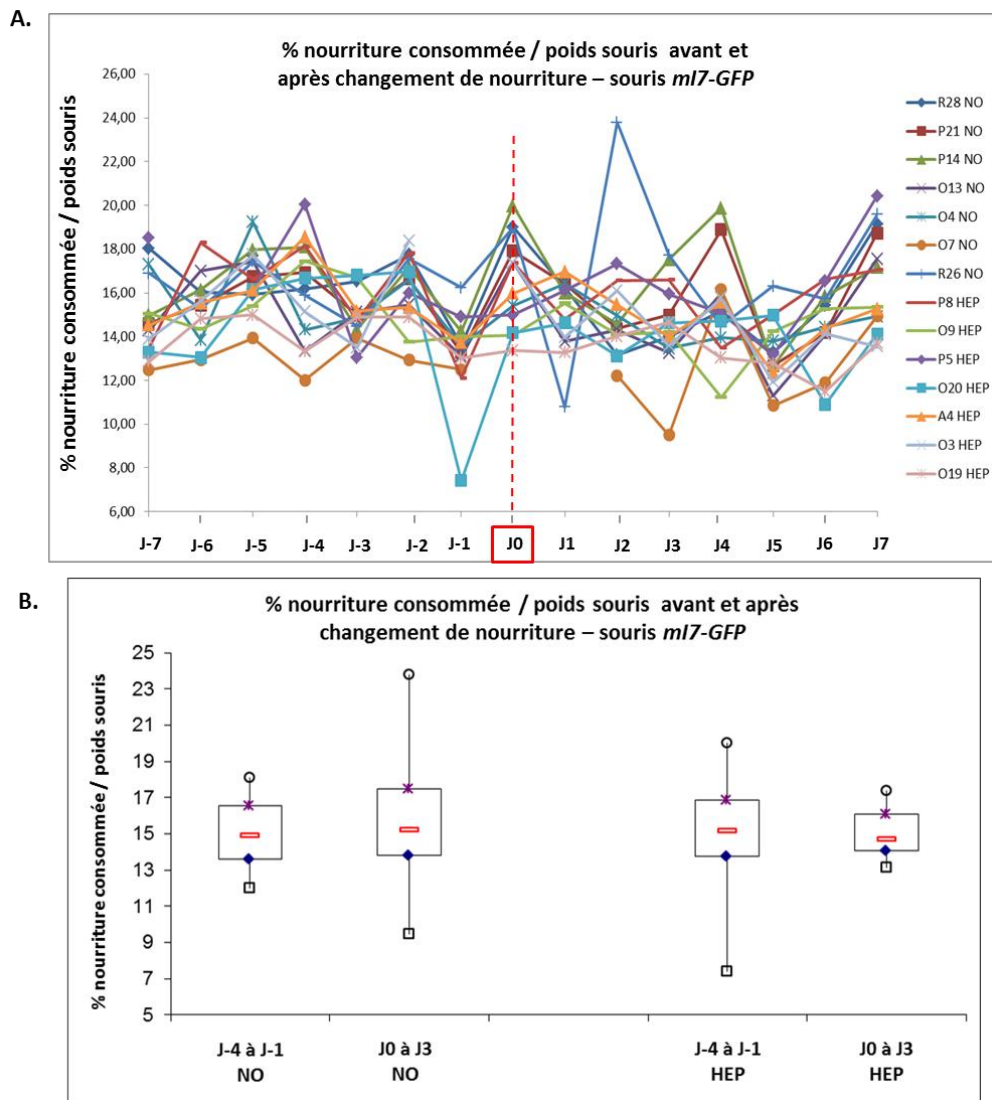 A.
% nourriture consommée / poids souris avant et
après changement de nourriture – souris mI7-GFP
% nourriture consommée / poids souris
26,00
24,00
22,00
20,00
18,00
16,00
14,00
12,00
10,00
8,00
6,00
J-7 J-6 J-5 J-4 J-3 J-2 J-1 J0 J1 J2 J3 J4 J5 J6 J7
R28 NO
P21 NO
P14 NO
O13 NO
O4 NO
O7 NO
R26 NO
P8 HEP
O9 HEP
P5 HEP
O20 HEP
A4 HEP
O3 HEP
O19 HEP
B.
% nourriture consommée / poids souris avant et après
changement de nourriture – souris mI7-GFP
% nourriture consommée / poids souris
25
23
21
19
17
15
13
11
9
7
5
J-4 à J-1 J0 à J3 J-4 à J-1 J0 à J3
NO NO HEP HEP